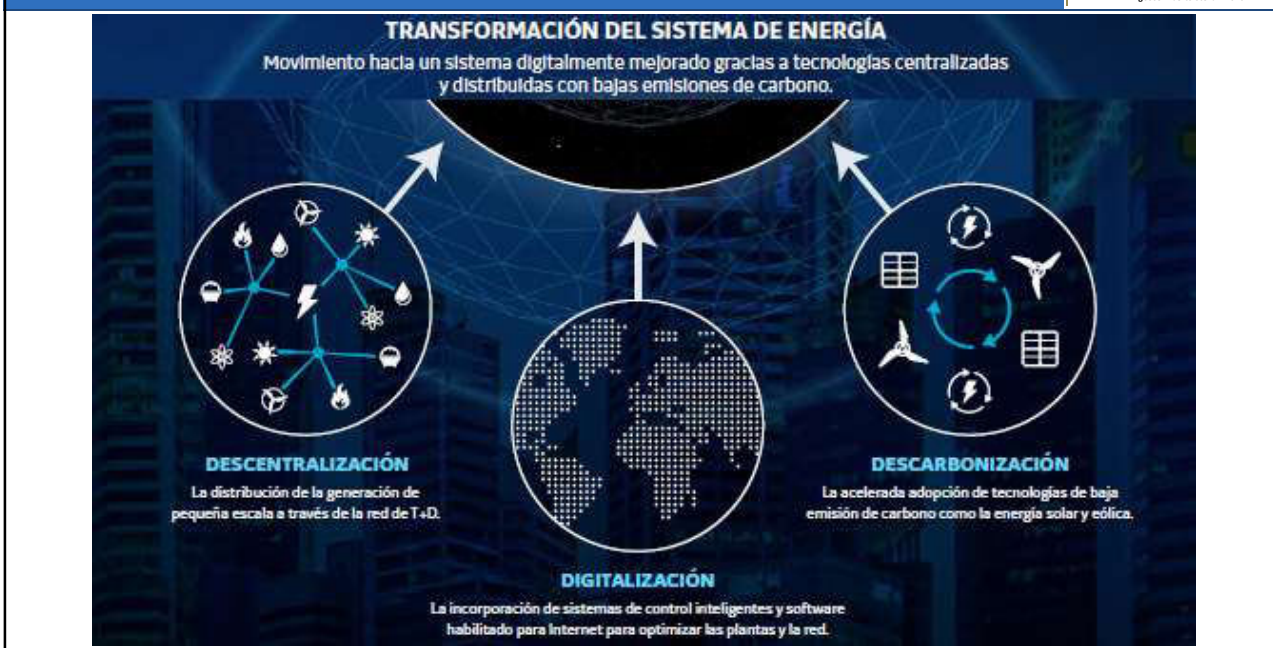 TRANSFORMACIÓN DEL SISTEMA DE ENERGÍA
Movimiento hacia un sistema digitalmente mejorado gracias a tecnologías centralizadas
y distribuidas con bajas emisiones de carbono.
DESCENTRALIZACIÓN
La distribución de la generación de
pequeña escala a través de la red de T+D.
DESCARBONIZACIÓN
La acelerada adopción de tecnologías de baja
emisión de carbono como la energía solar y eólica.
DIGITALIZACIÓN
La incorporación de sistemas de control inteligentes y software
habilitado para Internet para optimizar las plantas y la red.